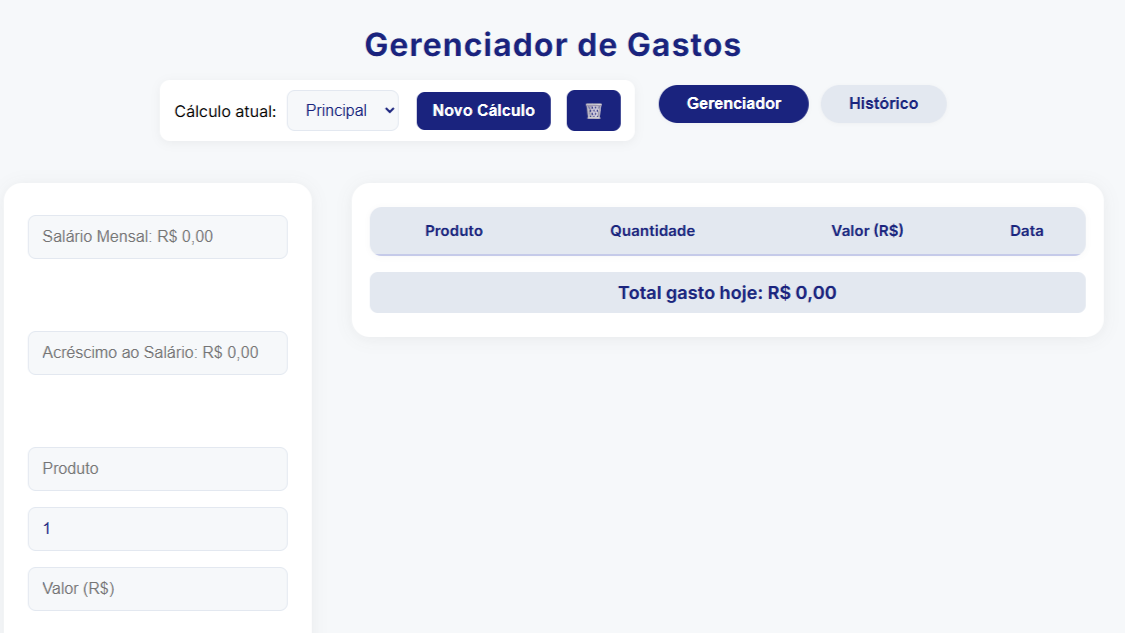 Gerenciador de Gastos
Cálculo atual: Principal Novo Cálculo Gerenciador Histórico
Salário Mensal: R$ 0,00
Acréscimo ao Salário: R$ 0,00
Produto
1
Valor (R$)
Produto Quantidade Valor (R$) Data
Total gasto hoje: R$ 0,00